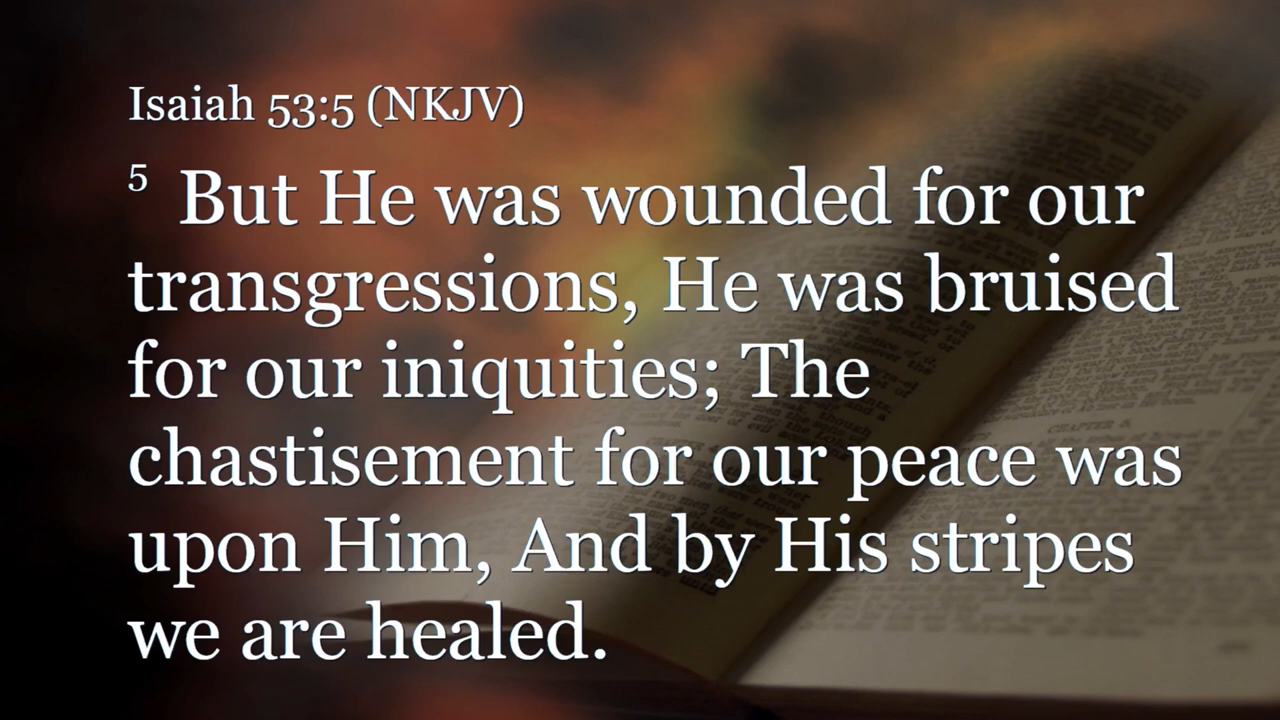 Isaiah 53:5 (NKJV)
5 But He was wounded for our
transgressions, He was bruised
for our iniquities; The
chastisement for our peace was
upon Him, And by His stripes
we are healed.